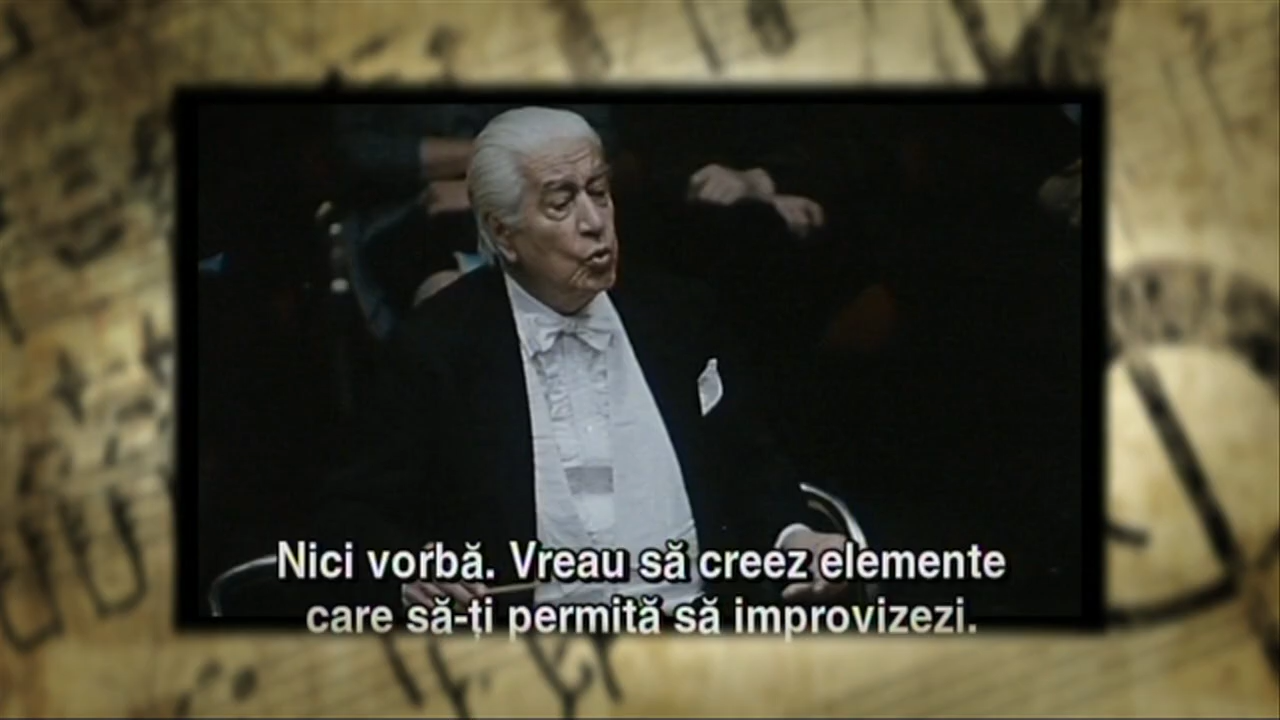 Nici vorbă. Vreau să creez elemente
care să-ți permită să improvizezi.